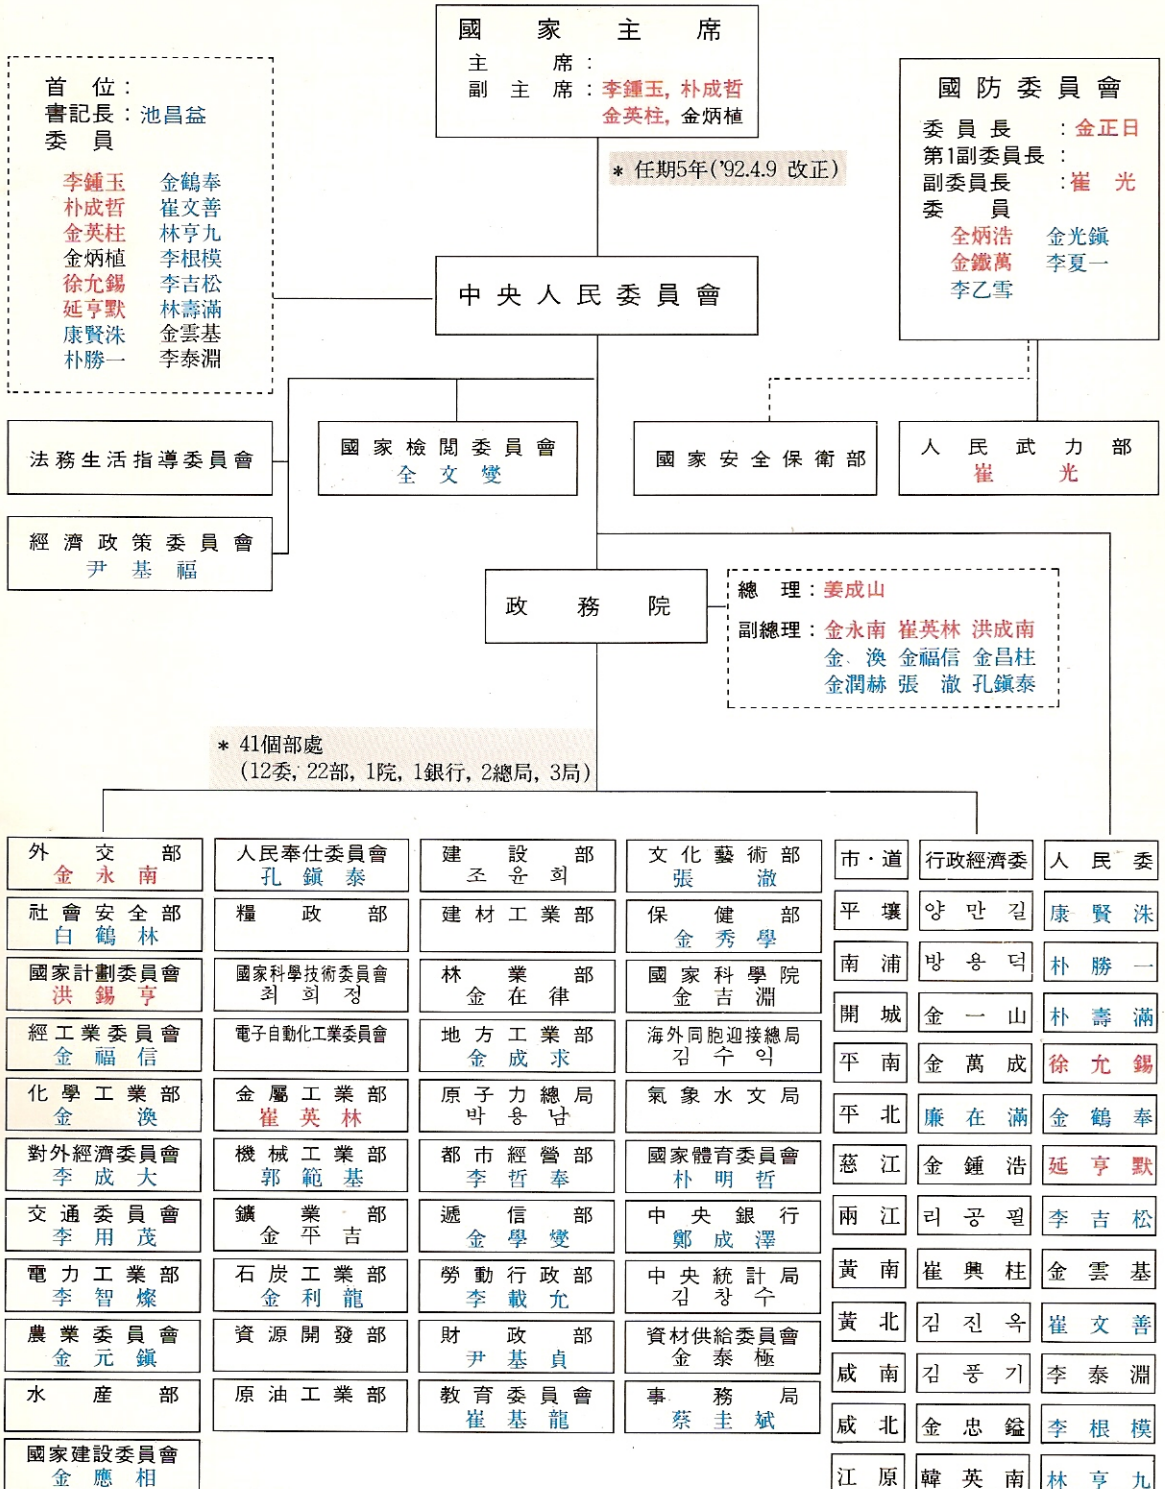 國家主席
主席：
副主席：李鍾玉, 朴成哲
金英柱, 金炳植
* 任期5年('92.4.9 改正)
首位：
書記長：池昌益
委員
李鍾玉 金鶴奉
朴成哲 崔文善
金英柱 林亨九
金炳植 李根模
徐允錫 李吉松
延亨默 林壽滿
康賢洙 金雲基
朴勝一 李泰淵
國防委員會
委員長：金正日
第1副委員長：
副委員長：崔光
委員
全炳浩 金光鎭
金鐵萬 李夏一
李乙雪
中央人民委員會
法務生活指導委員會
國家檢閱委員會
全文燮
國家安全保衛部
人民武力部
崔光
經濟政策委員會
尹基福
政務院
總理：姜成山
副總理：金永南 崔英林 洪成南
金渙 金福信 金昌柱
金潤赫 張澈 孔鎭泰
* 41個部處
(12委, 22部, 1院, 1銀行, 2總局, 3局)
外交部
金永南
社會安全部
白鶴林
國家計劃委員會
洪錫亨
經工業委員會
金福信
化學工業部
金渙
對外經濟委員會
李成大
交通委員會
李用茂
電力工業部
李智燦
農業委員會
金元鎭
水産部
國家建設委員會
金應相
人民奉仕委員會
孔鎭泰
糧政部
國家科學技術委員會
최희정
電子自動化工業委員會
金屬工業部
崔英林
機械工業部
郭範基
鑛業部
金平吉
石炭工業部
金利龍
資源開發部
原油工業部
建設部
조윤희
建材工業部
林業部
金在律
地方工業部
金成求
原子力總局
박용남
都市經營部
李哲奉
遞信部
金學燮
勞動行政部
李載允
財政部
尹基貞
教育委員會
崔基龍
文化藝術部
張澈
保健部
金秀學
國家科學院
金吉淵
海外同胞迎接總局
김수익
氣象水文局
國家體育委員會
朴明哲
中央銀行
鄭成澤
中央統計局
김창수
資材供給委員會
金泰極
事務局
蔡圭斌
市·道 行政經濟委 人民委
平壤 양만길 康賢洙
南浦 방용덕 朴勝一
開城 金一山 朴壽滿
平南 金萬成 徐允錫
平北 廉在滿 金鶴奉
慈江 金鍾浩 延亨默
兩江 리공필 李吉松
黃南 崔興柱 金雲基
黃北 김진옥 崔文善
咸南 김풍기 李泰淵
咸北 金忠鎰 李根模
江原 韓英南 林亨九